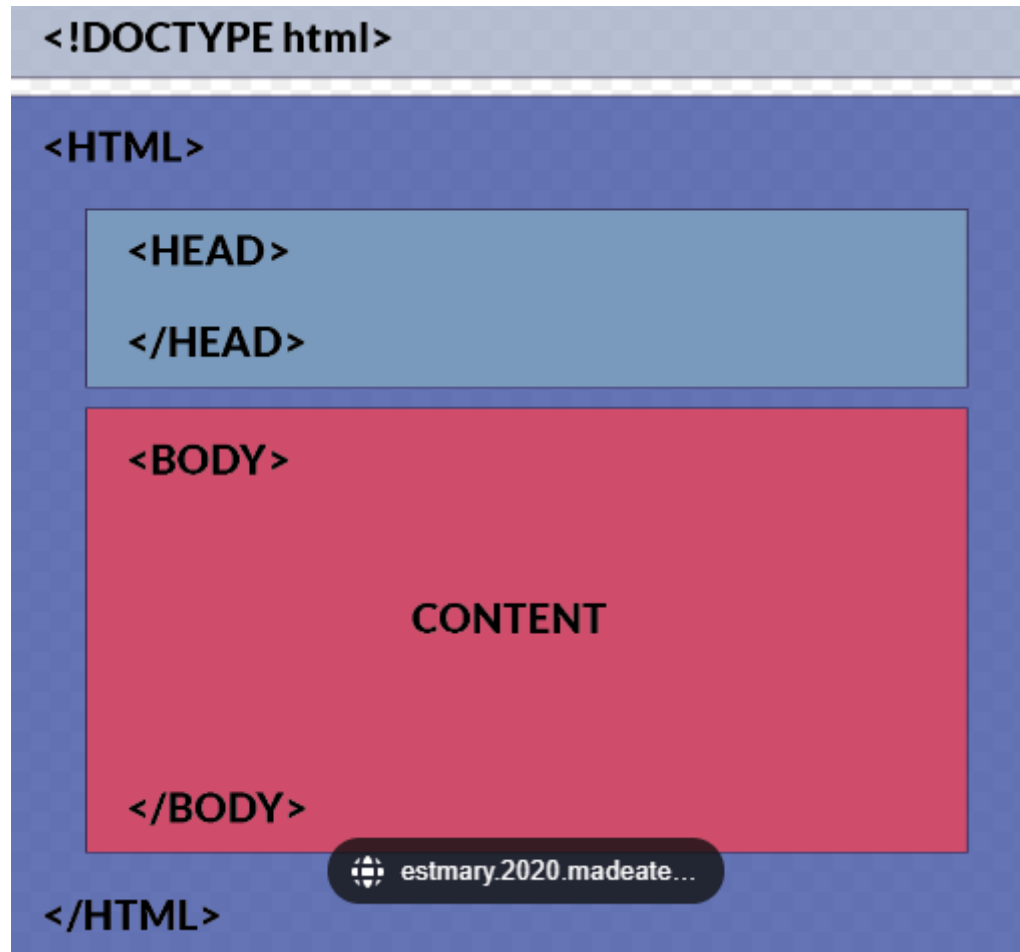 <!DOCTYPE html>
<HTML>
<HEAD>
</HEAD>
<BODY>
CONTENT
</BODY>
estmary.2020.madeate...
</HTML>